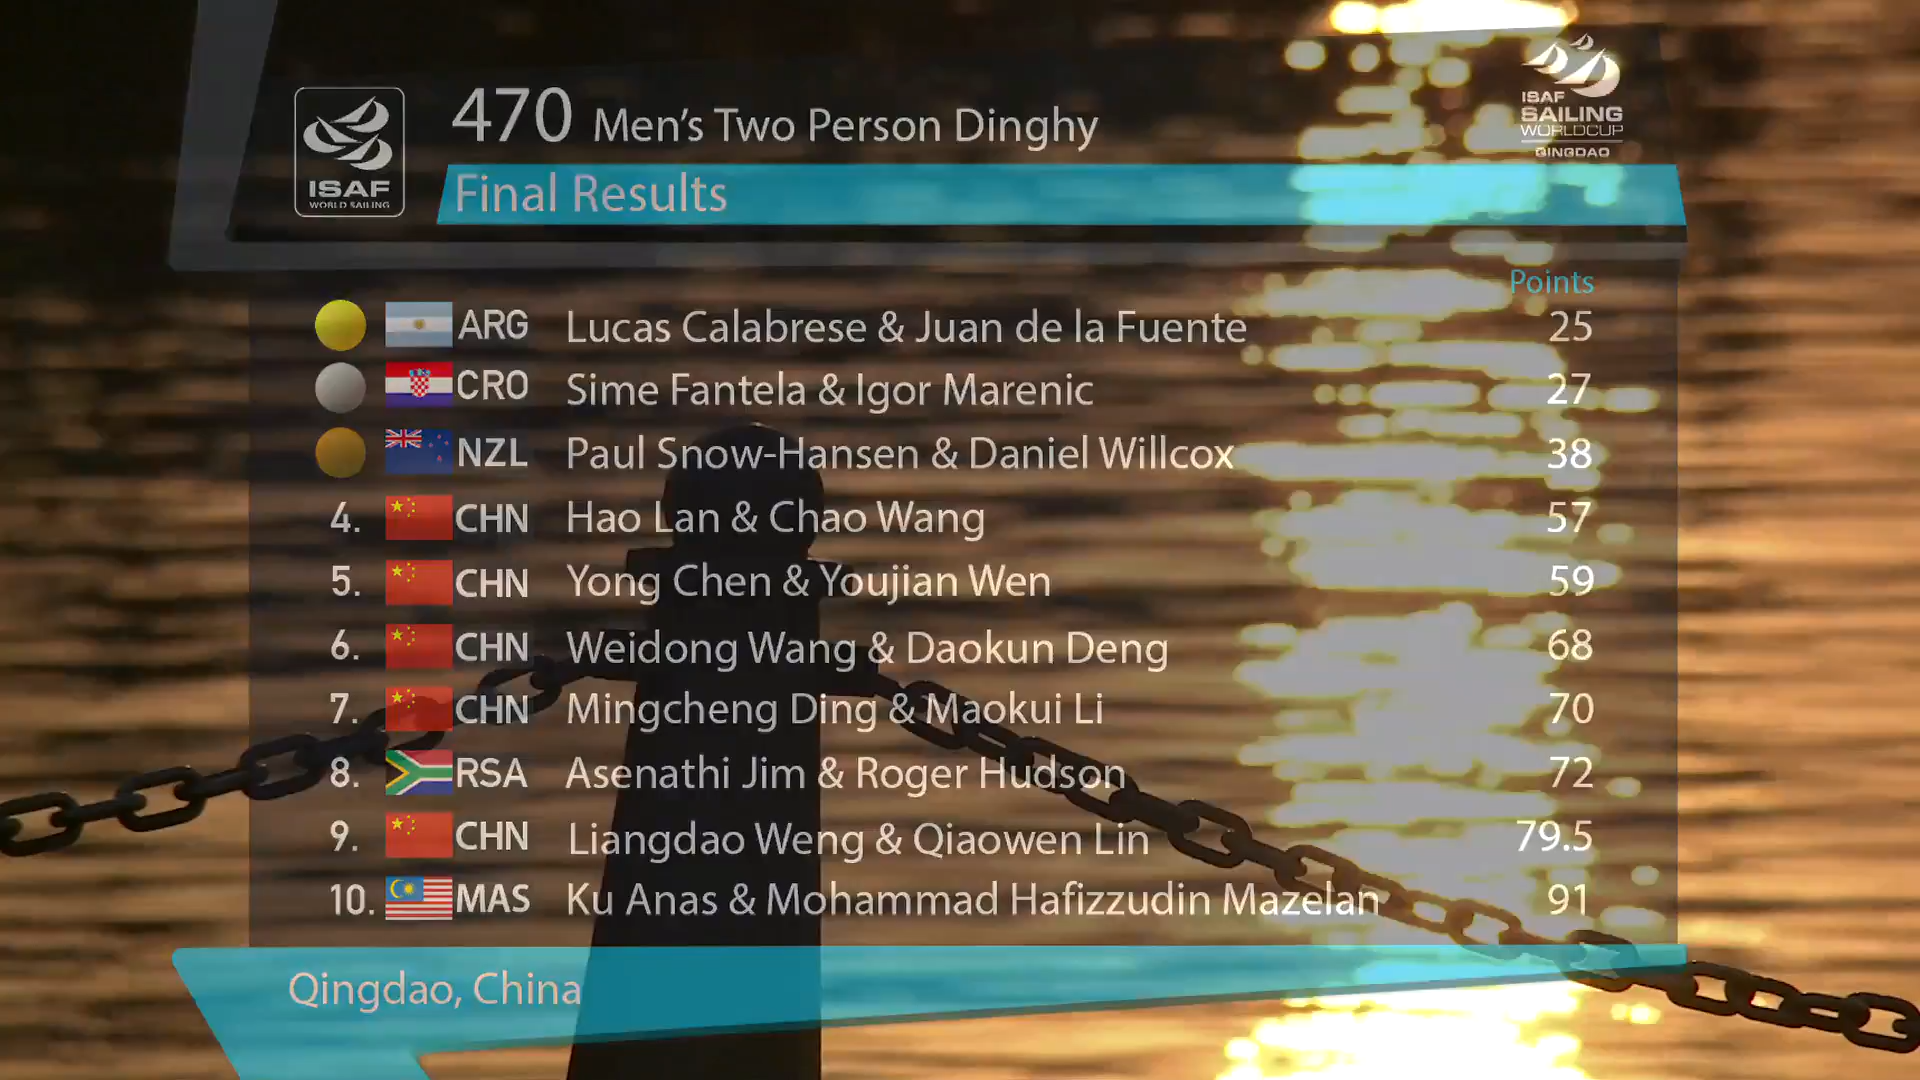 470 Men's Two Person Dinghy
Final Results
ISAF
WORLD SAILING
ISAF
SAILING
WORLDCUP
QINGDAO
Points
ARG Lucas Calabrese & Juan de la Fuente 25
CRO Sime Fantela & Igor Marenic 27
NZL Paul Snow-Hansen & Daniel Willcox 38
4. CHN Hao Lan & Chao Wang 57
5. CHN Yong Chen & Youjian Wen 59
6. CHN Weidong Wang & Daokun Deng 68
7. CHN Mingcheng Ding & Maokui Li 70
8. RSA Asenathi Jim & Roger Hudson 72
9. CHN Liangdao Weng & Qiaowen Lin 79.5
10. MAS Ku Anas & Mohammad Hafizzudin Mazelan 91
Qingdao, China